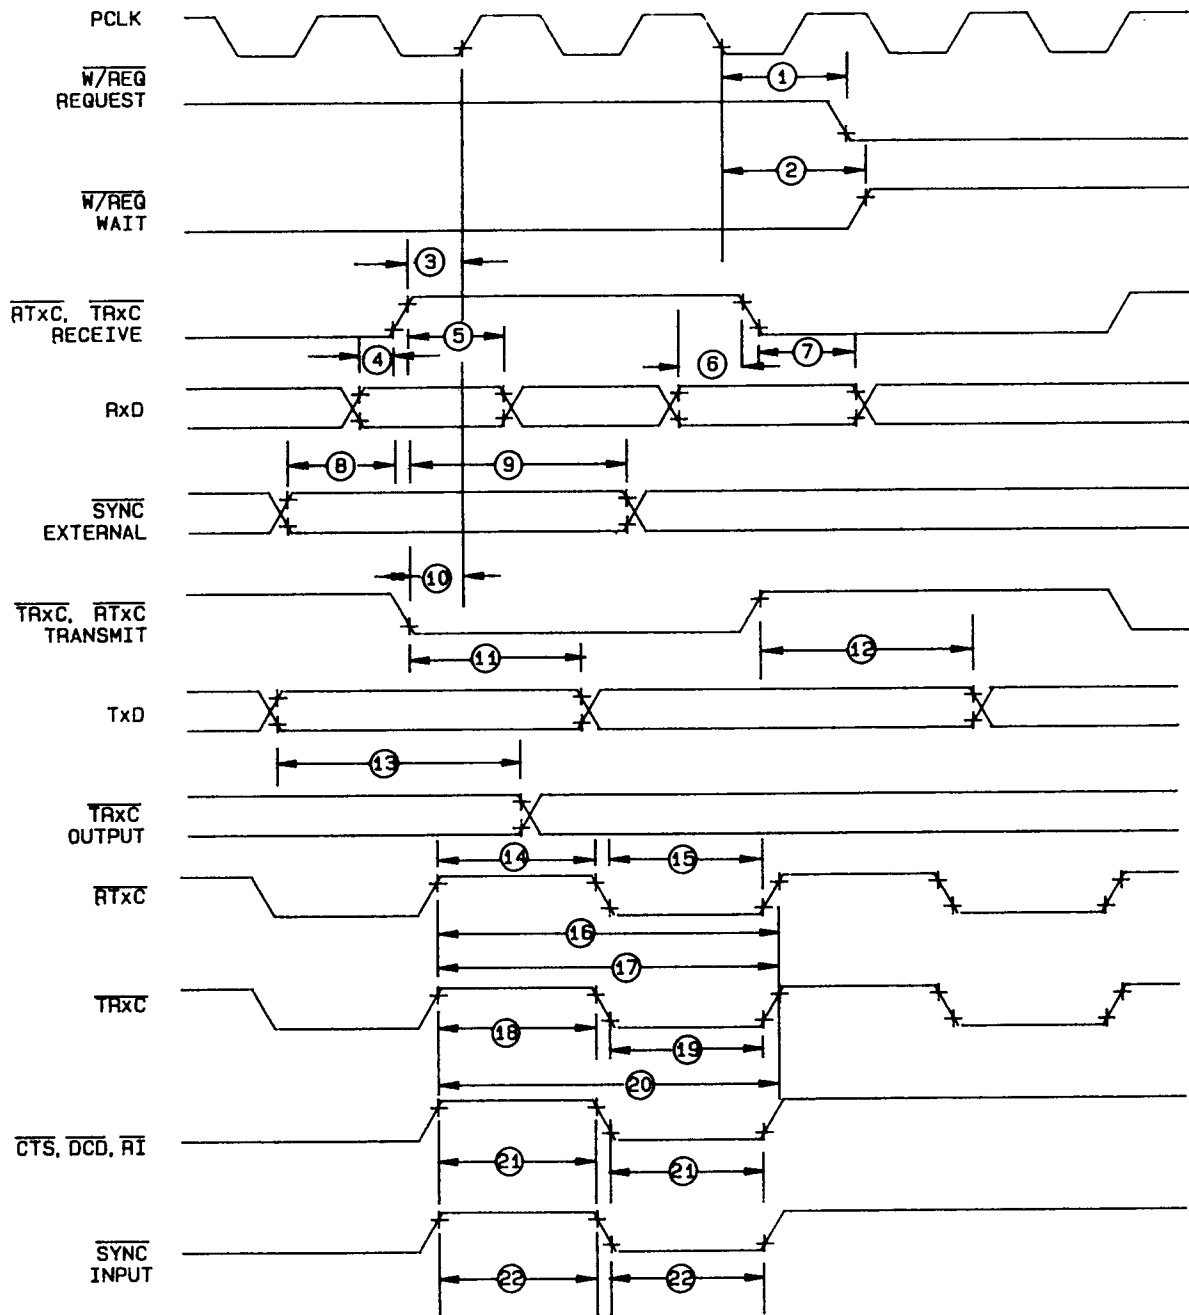 PCLK
W/REQ
REQUEST
1
2
W/REQ
WAIT
3
RTxC, TRxC
RECEIVE
4
5
6
7
RxD
8
9
SYNC
EXTERNAL
10
TRxC, RTxC
TRANSMIT
11
12
TxD
13
TRxC
OUTPUT
14
15
RTxC
16
17
TRxC
18
19
20
CTS, DCD, RI
21
21
SYNC
INPUT
22
22